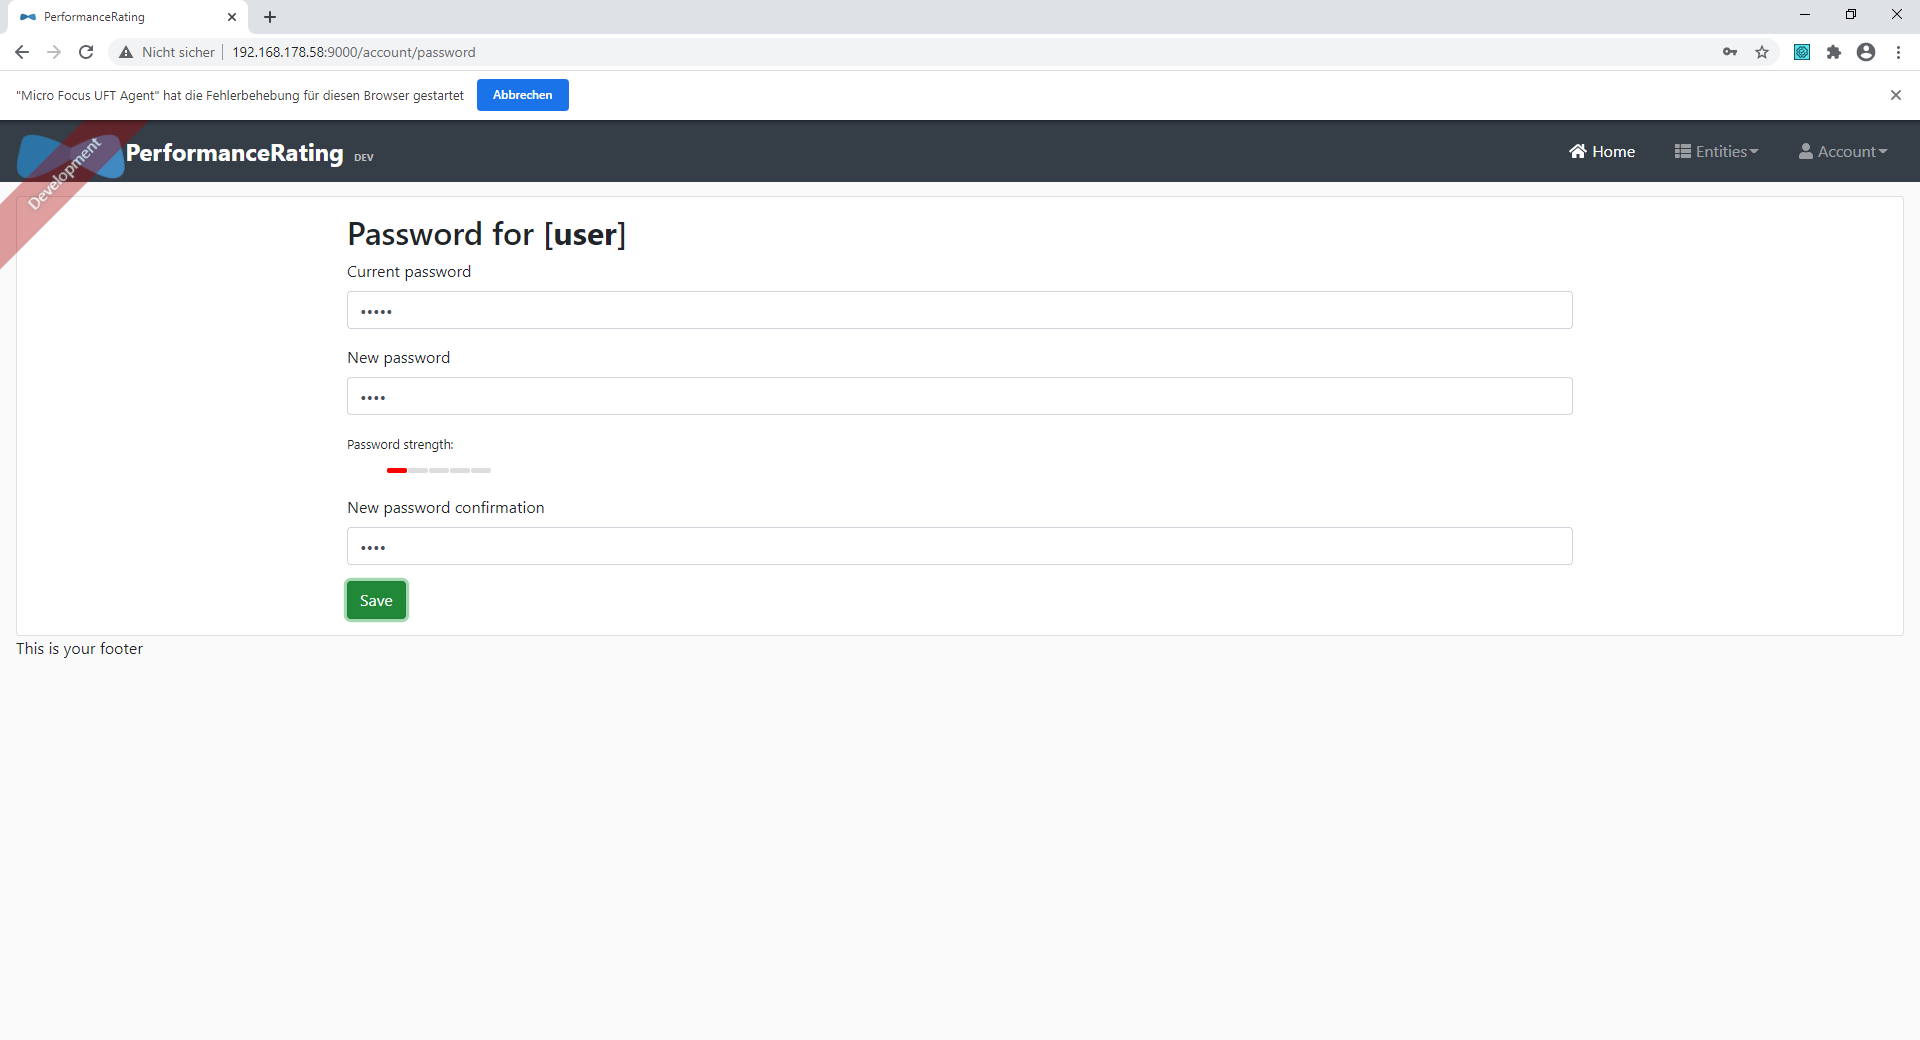 PerformanceRating
Nicht sicher 192.168.178.58:9000/account/password
"Micro Focus UFT Agent" hat die Fehlerbehebung für diesen Browser gestartet Abbrechen
Development
PerformanceRating DEV Home Entities Account
Password for [user]
Current password
•••••
New password
••••
Password strength:
New password confirmation
••••
Save
This is your footer